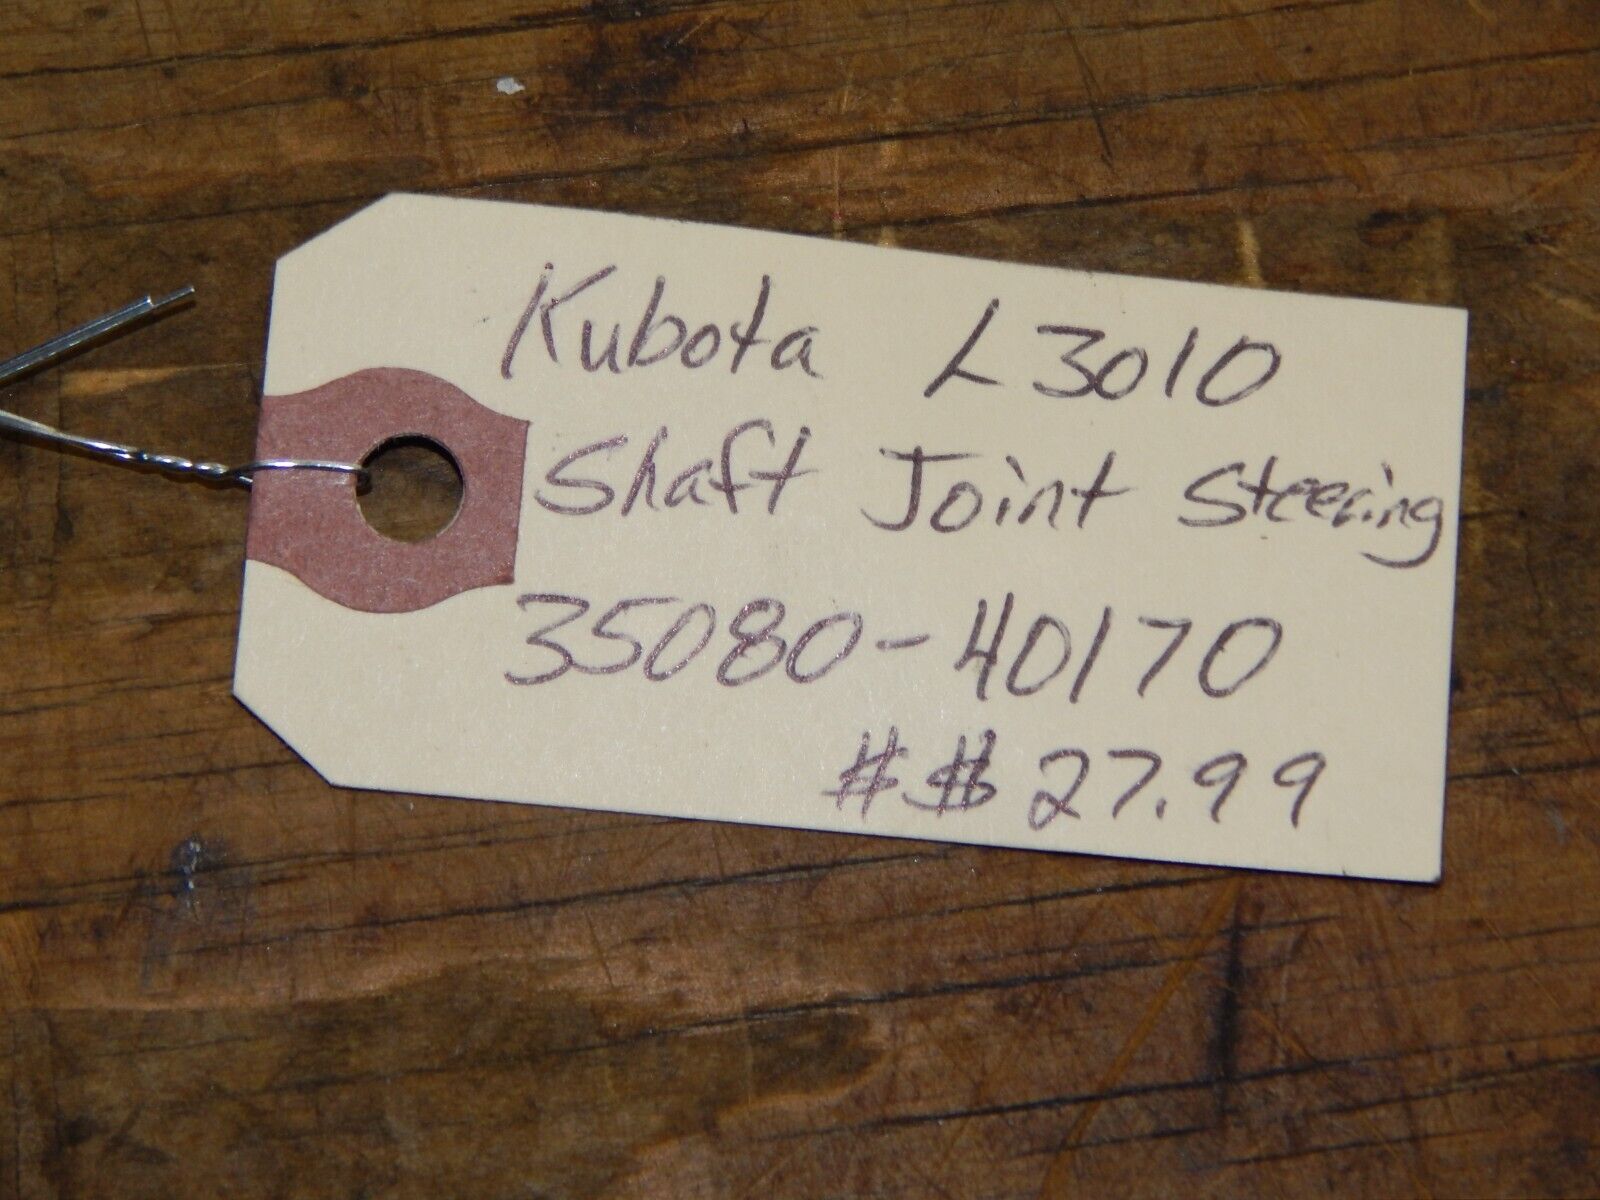 Kubota L3010
Shaft Joint Steering
35080-40170
#$ 27.99